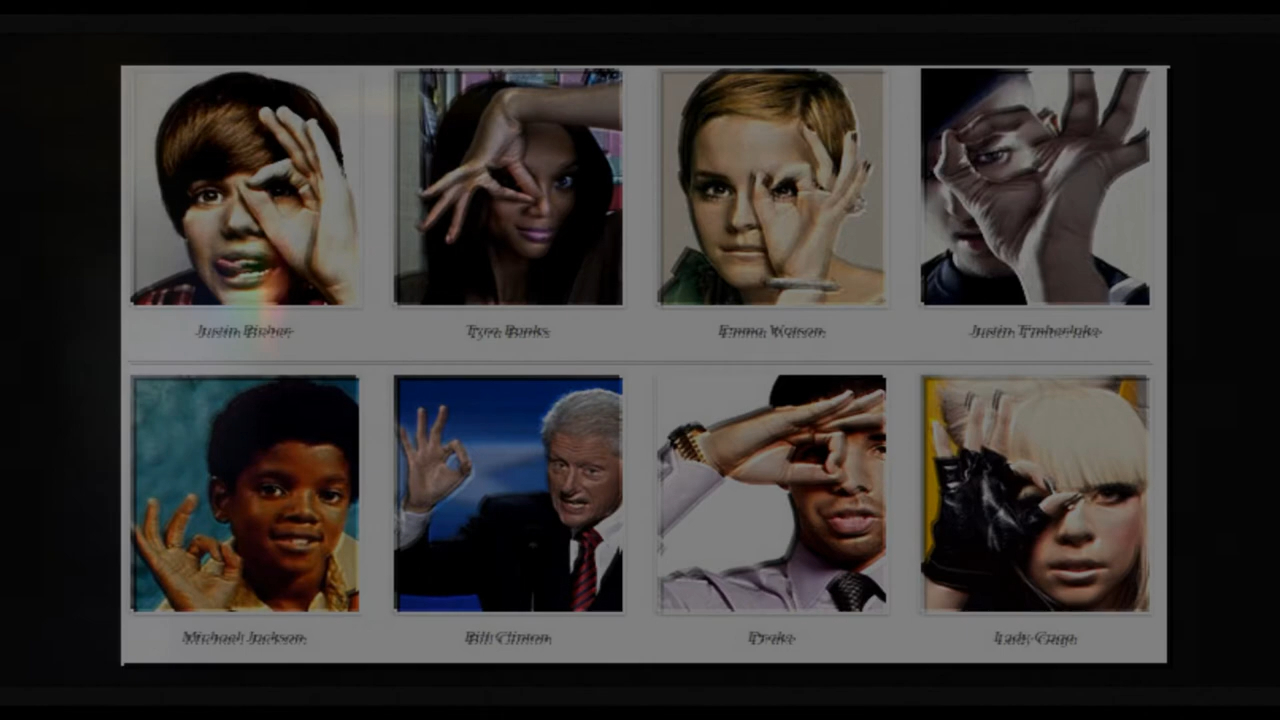 Justin Bieber
Tyra Banks
Emma Watson
Justin Timberlake
Michael Jackson
Bill Clinton
Drake
Lady Gaga